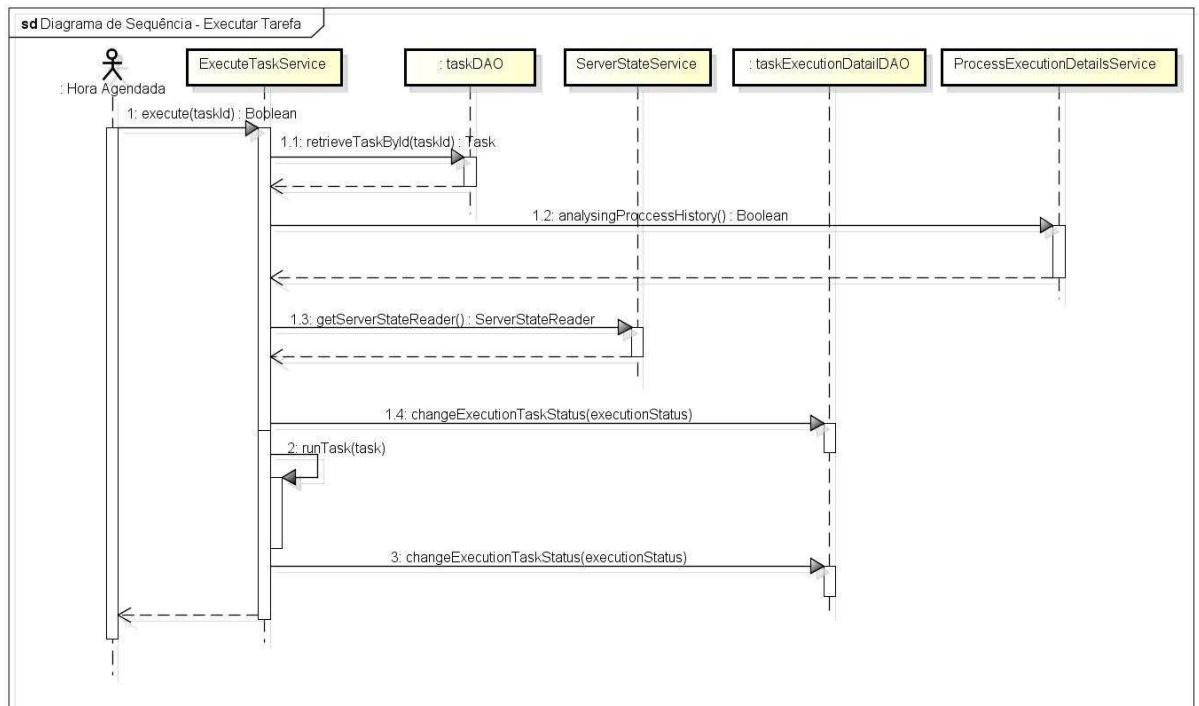 sd Diagrama de Sequência - Executar Tarefa
: Hora Agendada
ExecuteTaskService
: taskDAO
ServerStateService
: taskExecutionDatailDAO
ProcessExecutionDetailsService
1: execute(taskId) : Boolean
1.1: retrieveTaskById(taskId) : Task
1.2: analysingProccessHistory() : Boolean
1.3: getServerStateReader() : ServerStateReader
1.4: changeExecutionTaskStatus(executionStatus)
2: runTask(task)
3: changeExecutionTaskStatus(executionStatus)